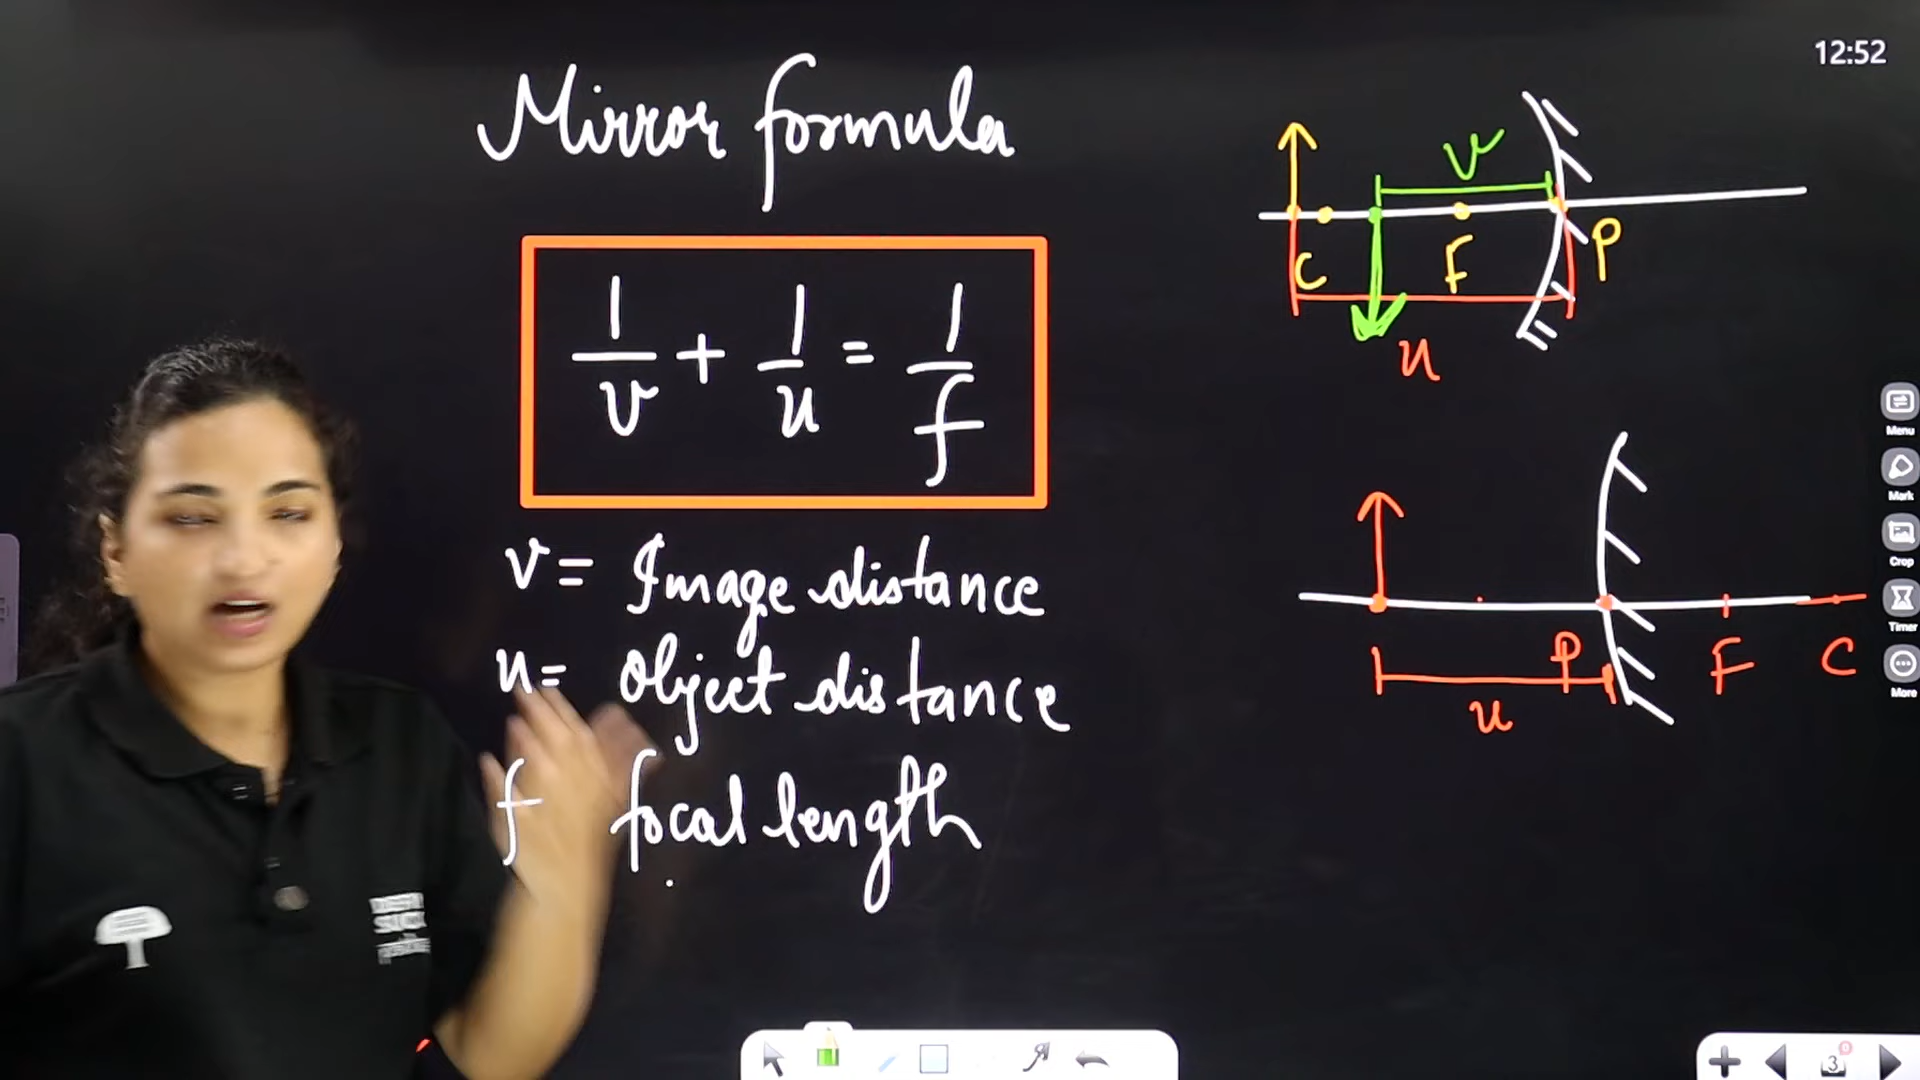 12:52
Mirror formula
1/v + 1/u = 1/f
v = Image distance
u = Object distance
f focal length
v
C F P
u
P F C
u
Menu
Mark
Crop
Timer
More
3